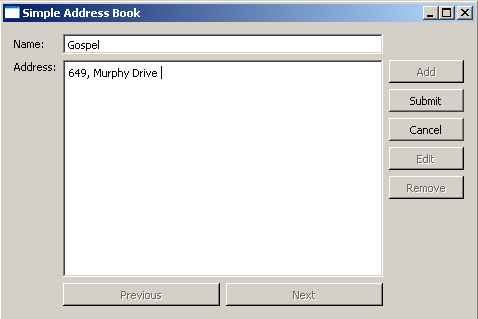 Simple Address Book
Name: Gospel
Address: 649, Murphy Drive
Add
Submit
Cancel
Edit
Remove
Previous Next